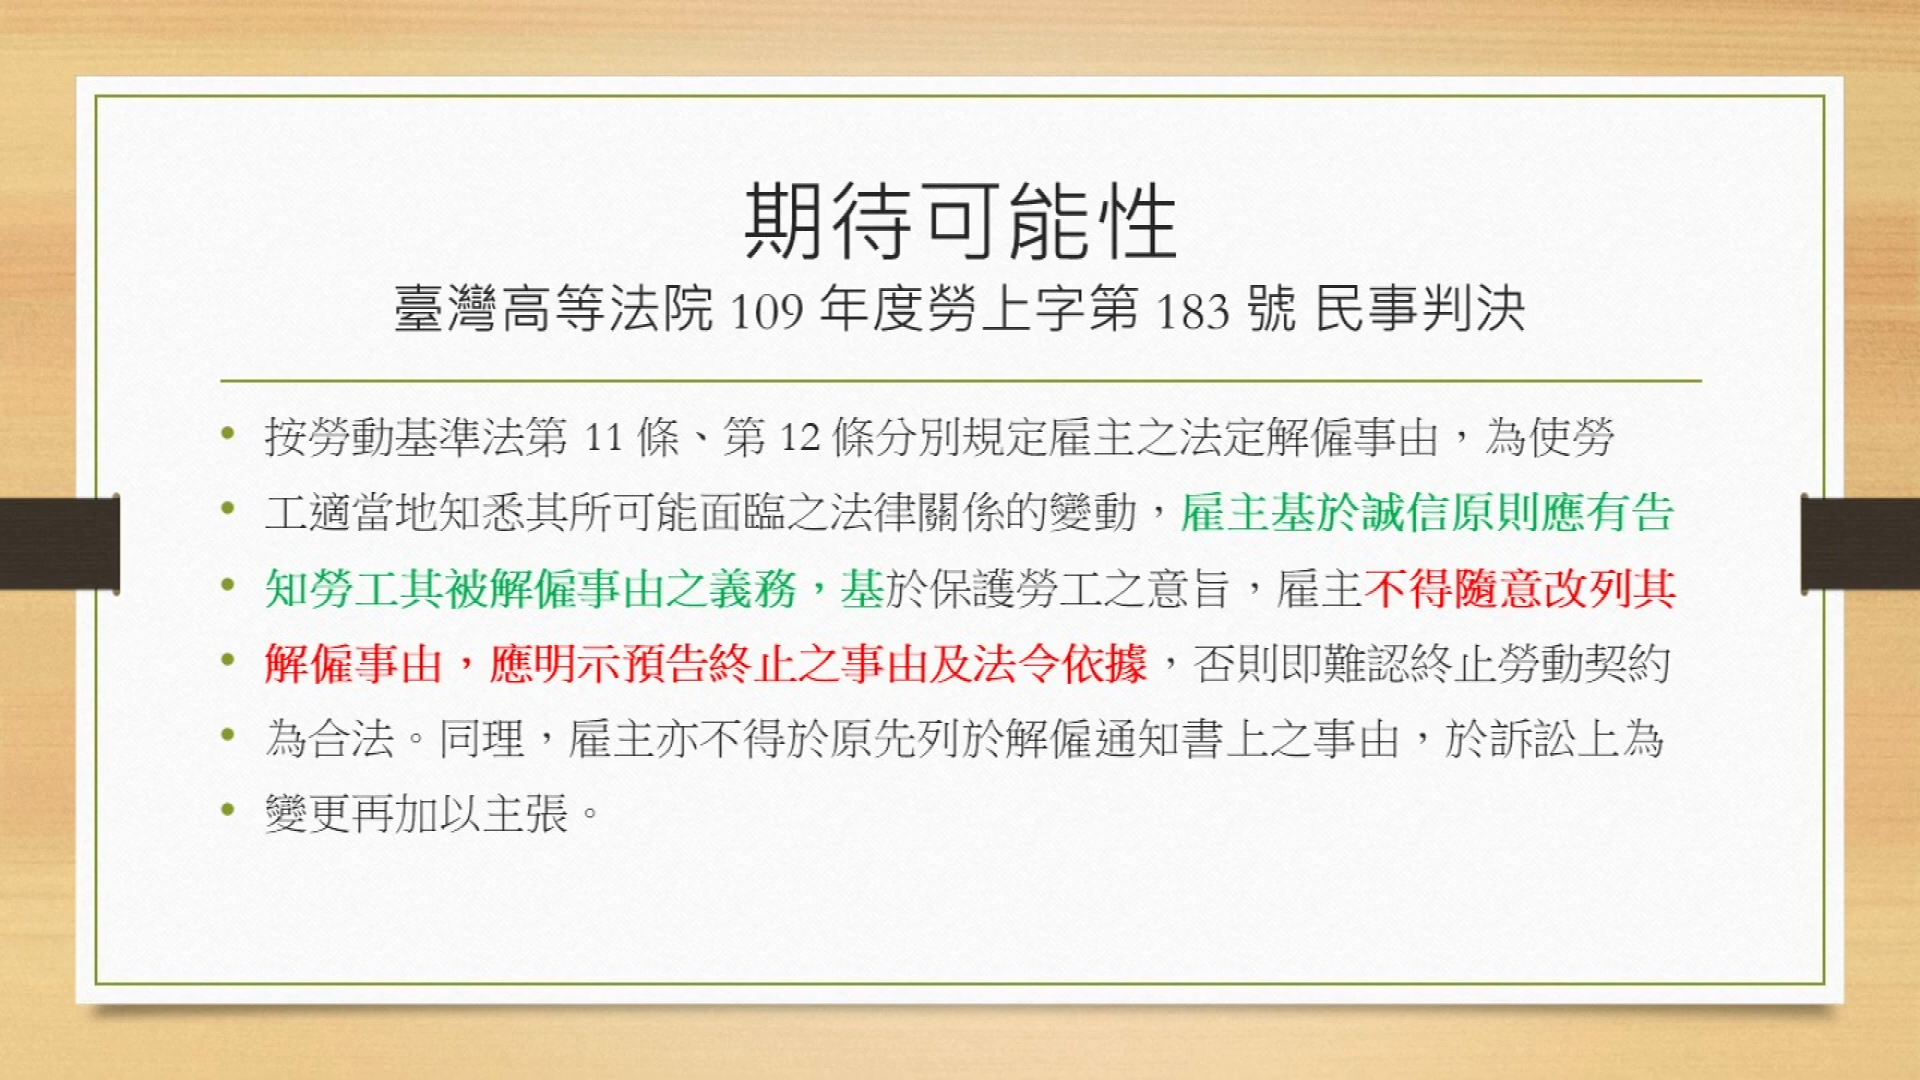 期待可能性
臺灣高等法院 109 年度勞上字第 183 號 民事判決
• 按勞動基準法第 11 條、第 12 條分別規定雇主之法定解僱事由，為使勞
• 工適當地知悉其所可能面臨之法律關係的變動，雇主基於誠信原則應有告
• 知勞工其被解僱事由之義務，基於保護勞工之意旨，雇主不得隨意改列其
• 解僱事由，應明示預告終止之事由及法令依據，否則即難認終止勞動契約
• 為合法。同理，雇主亦不得於原先列於解僱通知書上之事由，於訴訟上為
• 變更再加以主張。